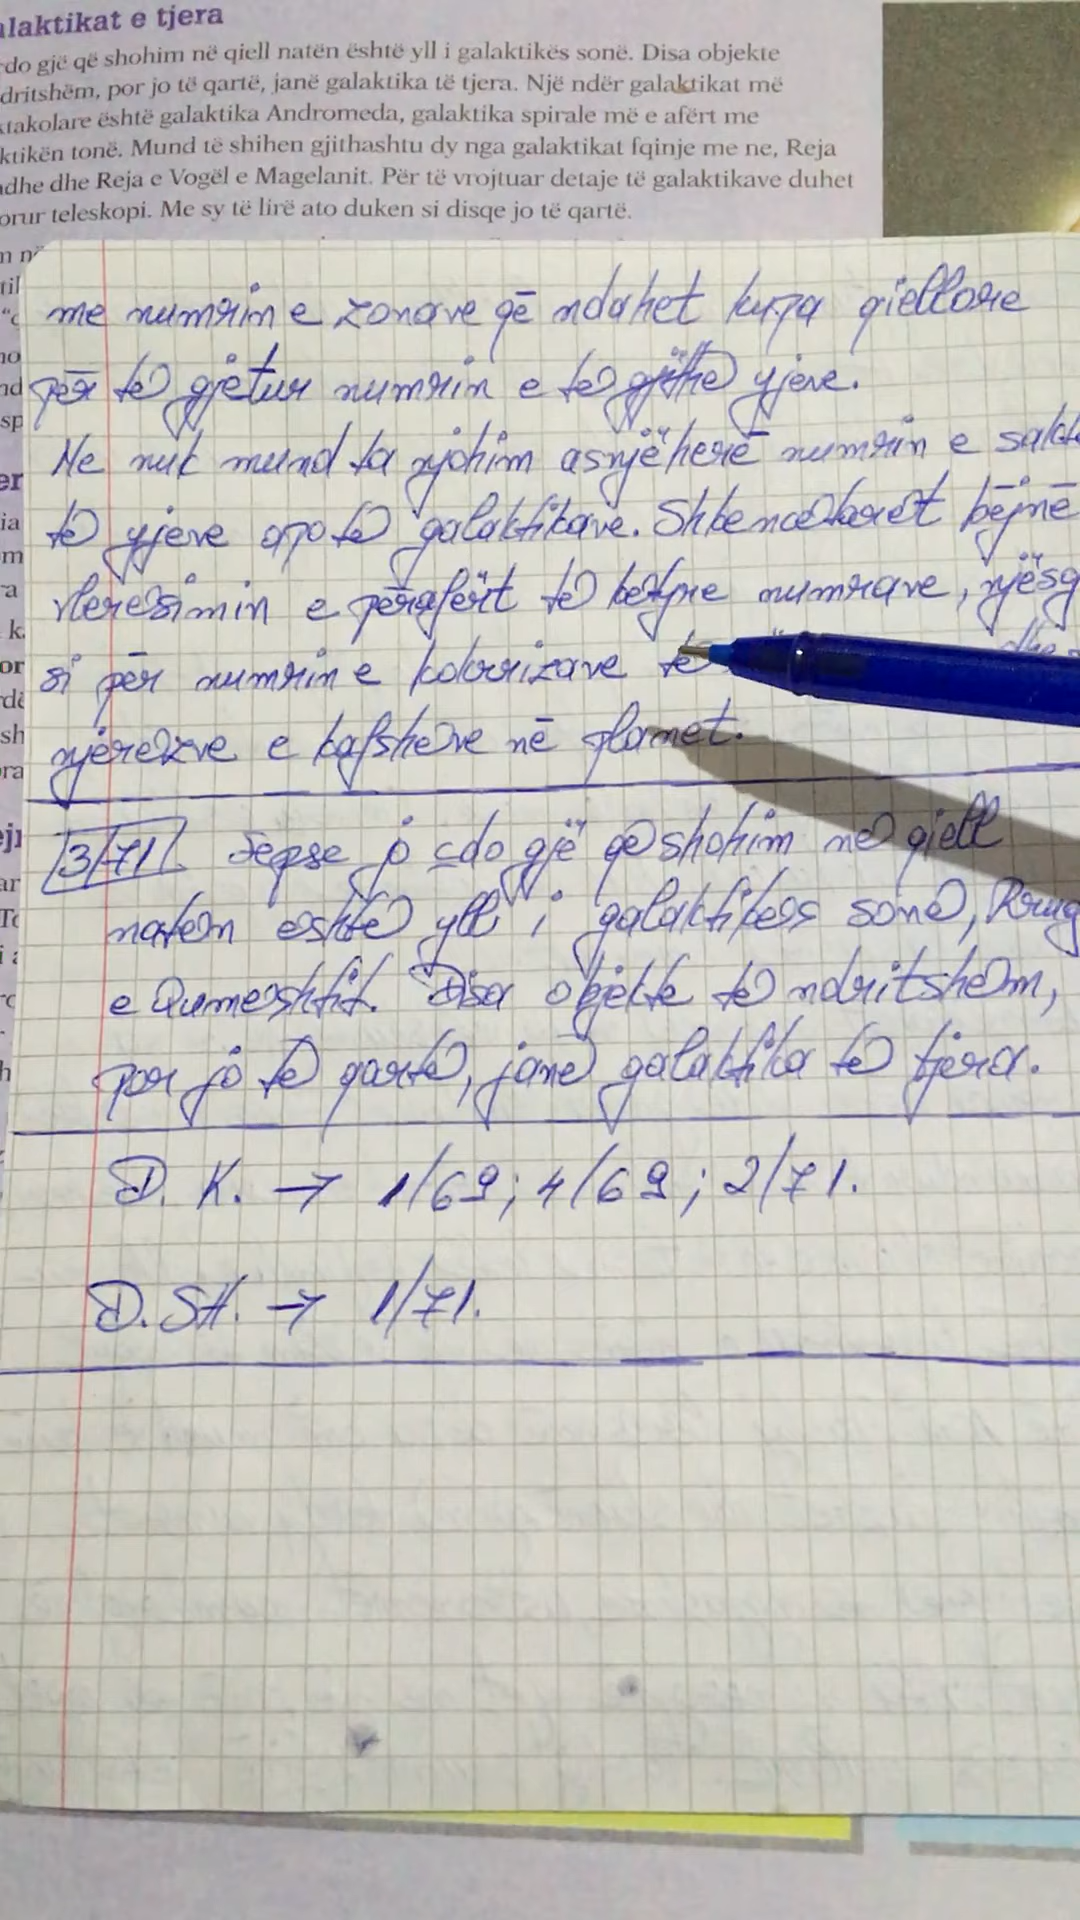 alaktikat e tjera
rdo gjë që shohim në qiell natën është yll i galaktikës sonë. Disa objekte
dritshëm, por jo të qartë, janë galaktika të tjera. Një ndër galaktikat më
ktakolare është galaktika Andromeda, galaktika spirale më e afërt me
ktikën tonë. Mund të shihen gjithashtu dy nga galaktikat fqinje me ne, Reja
adhe dhe Reja e Vogël e Magelanit. Për të vrojtuar detaje të galaktikave duhet
orur teleskopi. Me sy të lirë ato duken si disqe jo të qartë.
me numrin e zonave që ndahet kupa qiellore
për të gjetur numrin e të gjithë yjeve.
Ne nuk mund ta njohim asnjëherë numrin e sakt
të yjeve apo të galaktikave. Shkencëtarët bëjnë
vlerësimin e përafërt të këtyre numrave, njësg
si për numrin e kokrrizave të dhe
njerëzve e kafshëve në planet.
3/71 Sepse jo çdo gjë që shohim në qiell
natën është yll i galaktikës sonë, Rrug
e Qumështit. Disa objekte të ndritshëm,
por jo të qartë, janë galaktika të tjera.
D. K. → 1/69; 4/69; 2/71.
D. SH. → 1/71.